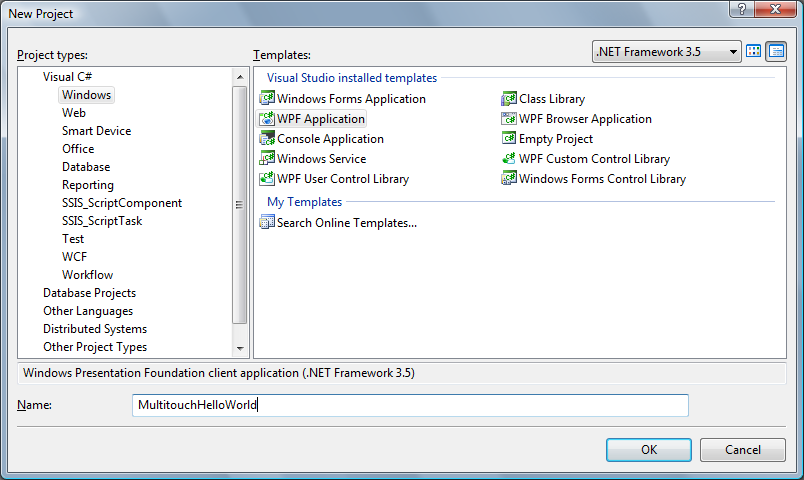 New Project
?
Project types:
Templates:
.NET Framework 3.5
Visual C#
Windows
Web
Smart Device
Office
Database
Reporting
SSIS_ScriptComponent
SSIS_ScriptTask
Test
WCF
Workflow
Database Projects
Other Languages
Distributed Systems
Other Project Types
Visual Studio installed templates
Windows Forms Application
Class Library
WPF Application
WPF Browser Application
Console Application
Empty Project
Windows Service
WPF Custom Control Library
WPF User Control Library
Windows Forms Control Library
My Templates
Search Online Templates...
Windows Presentation Foundation client application (.NET Framework 3.5)
Name:
MultitouchHelloWorld
OK
Cancel